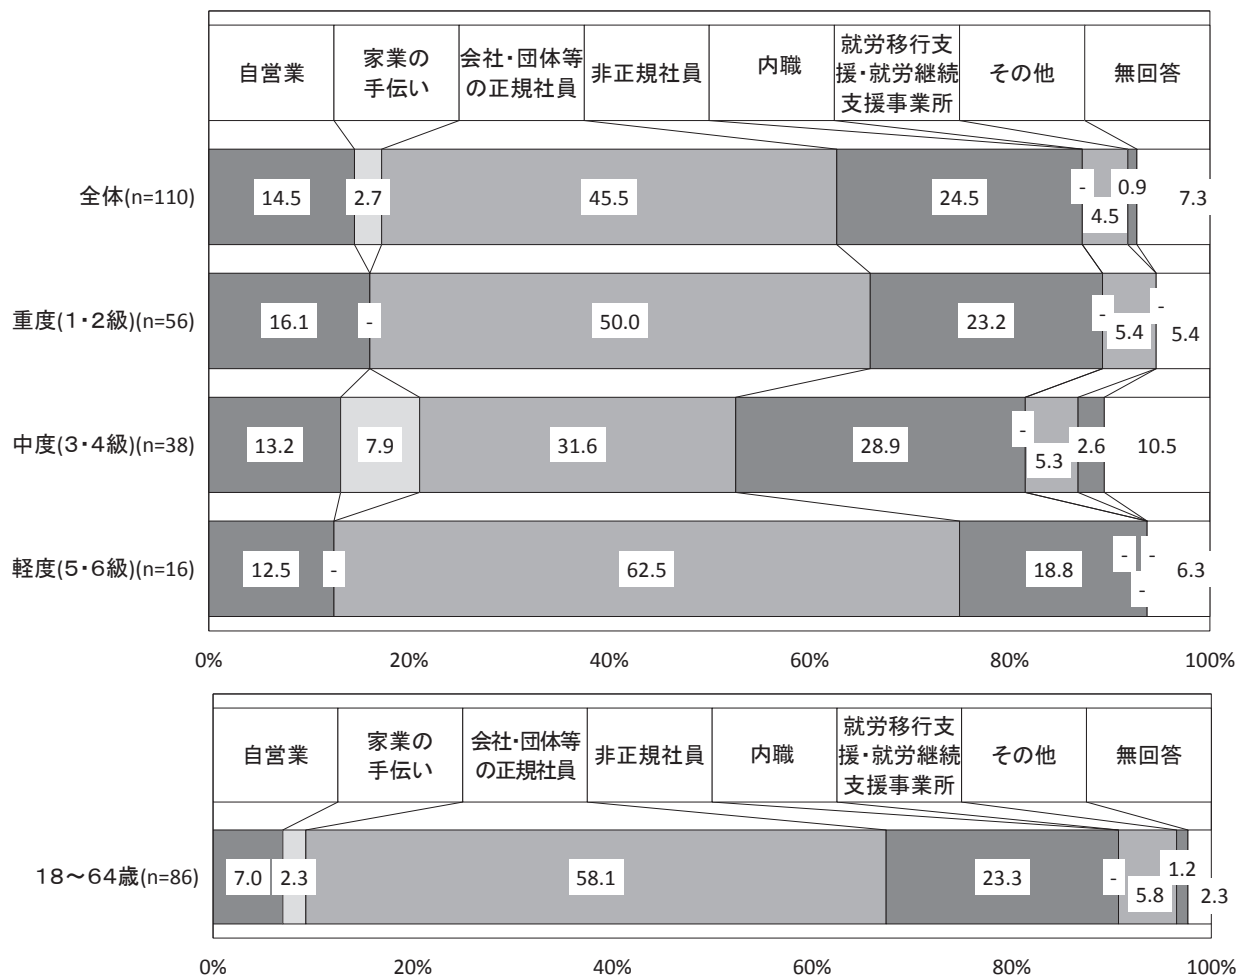 自営業
家業の
手伝い
会社・団体等
の正規社員
非正規社員
内職
就労移行支
援・就労継続
支援事業所
その他
無回答
全体(n=110)
14.5
2.7
45.5
24.5
-
4.5
0.9
7.3
重度(1・2級)(n=56)
16.1
-
50.0
23.2
-
5.4
-
5.4
中度(3・4級)(n=38)
13.2
7.9
31.6
28.9
-
5.3
2.6
10.5
軽度(5・6級)(n=16)
12.5
-
62.5
18.8
-
-
-
6.3
0%
20%
40%
60%
80%
100%
自営業
家業の
手伝い
会社・団体等
の正規社員
非正規社員
内職
就労移行支
援・就労継続
支援事業所
その他
無回答
18～64歳(n=86)
7.0
2.3
58.1
23.3
-
5.8
1.2
2.3
0%
20%
40%
60%
80%
100%